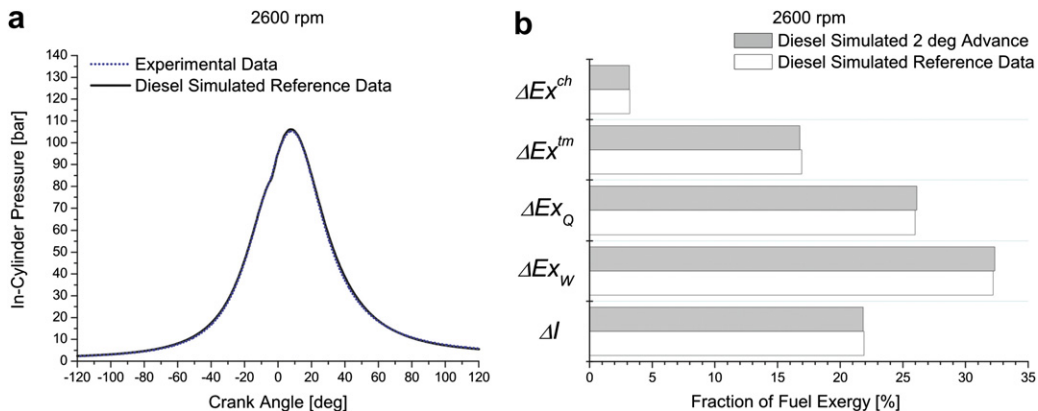 a
2600 rpm
140
130
120
110
100
90
80
70
60
50
40
30
20
10
0
In-Cylinder Pressure [bar]
Experimental Data
Diesel Simulated Reference Data
-120 -100 -80 -60 -40 -20 0 20 40 60 80 100 120
Crank Angle [deg]
b
2600 rpm
Diesel Simulated 2 deg Advance
Diesel Simulated Reference Data
ΔEx^ch
ΔEx^tm
ΔEx_Q
ΔEx_W
ΔI
0 5 10 15 20 25 30 35
Fraction of Fuel Exergy [%]